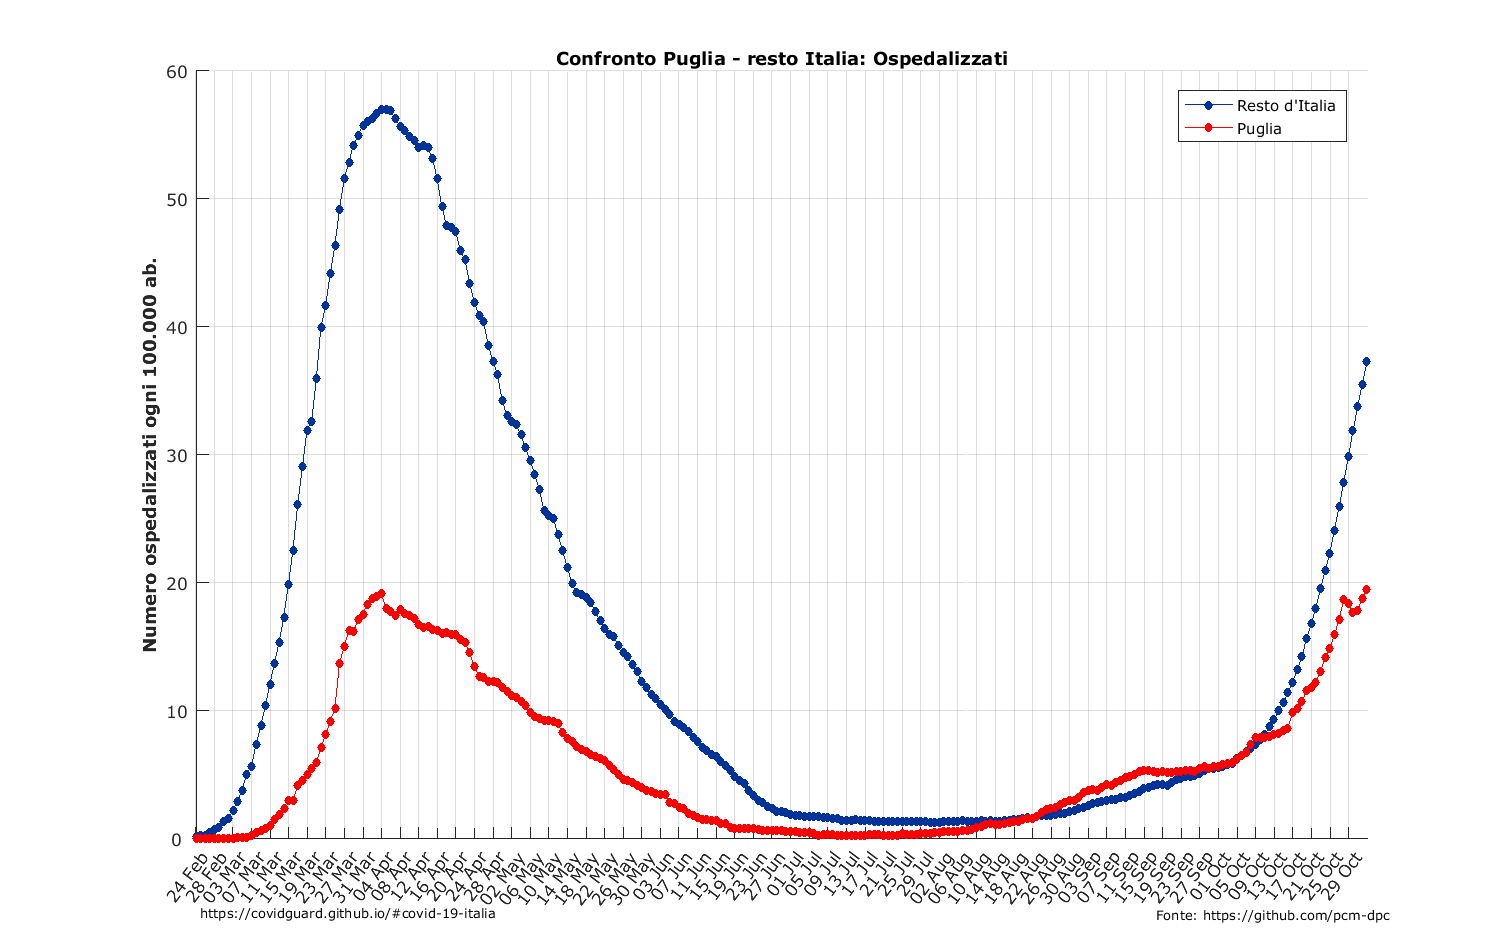 Confronto Puglia - resto Italia: Ospedalizzati
Resto d'Italia
Puglia
Numero ospedalizzati ogni 100.000 ab.
60
50
40
30
20
10
0
24 Feb
28 Feb
03 Mar
07 Mar
11 Mar
15 Mar
19 Mar
23 Mar
27 Mar
31 Mar
04 Apr
08 Apr
12 Apr
16 Apr
20 Apr
24 Apr
28 Apr
02 May
06 May
10 May
14 May
18 May
22 May
26 May
30 May
03 Jun
07 Jun
11 Jun
15 Jun
19 Jun
23 Jun
27 Jun
01 Jul
05 Jul
09 Jul
13 Jul
17 Jul
21 Jul
25 Jul
29 Jul
02 Aug
06 Aug
10 Aug
14 Aug
18 Aug
22 Aug
26 Aug
30 Aug
03 Sep
07 Sep
11 Sep
15 Sep
19 Sep
23 Sep
27 Sep
01 Oct
05 Oct
09 Oct
13 Oct
17 Oct
21 Oct
25 Oct
29 Oct
https://covidguard.github.io/#covid-19-italia
Fonte: https://github.com/pcm-dpc